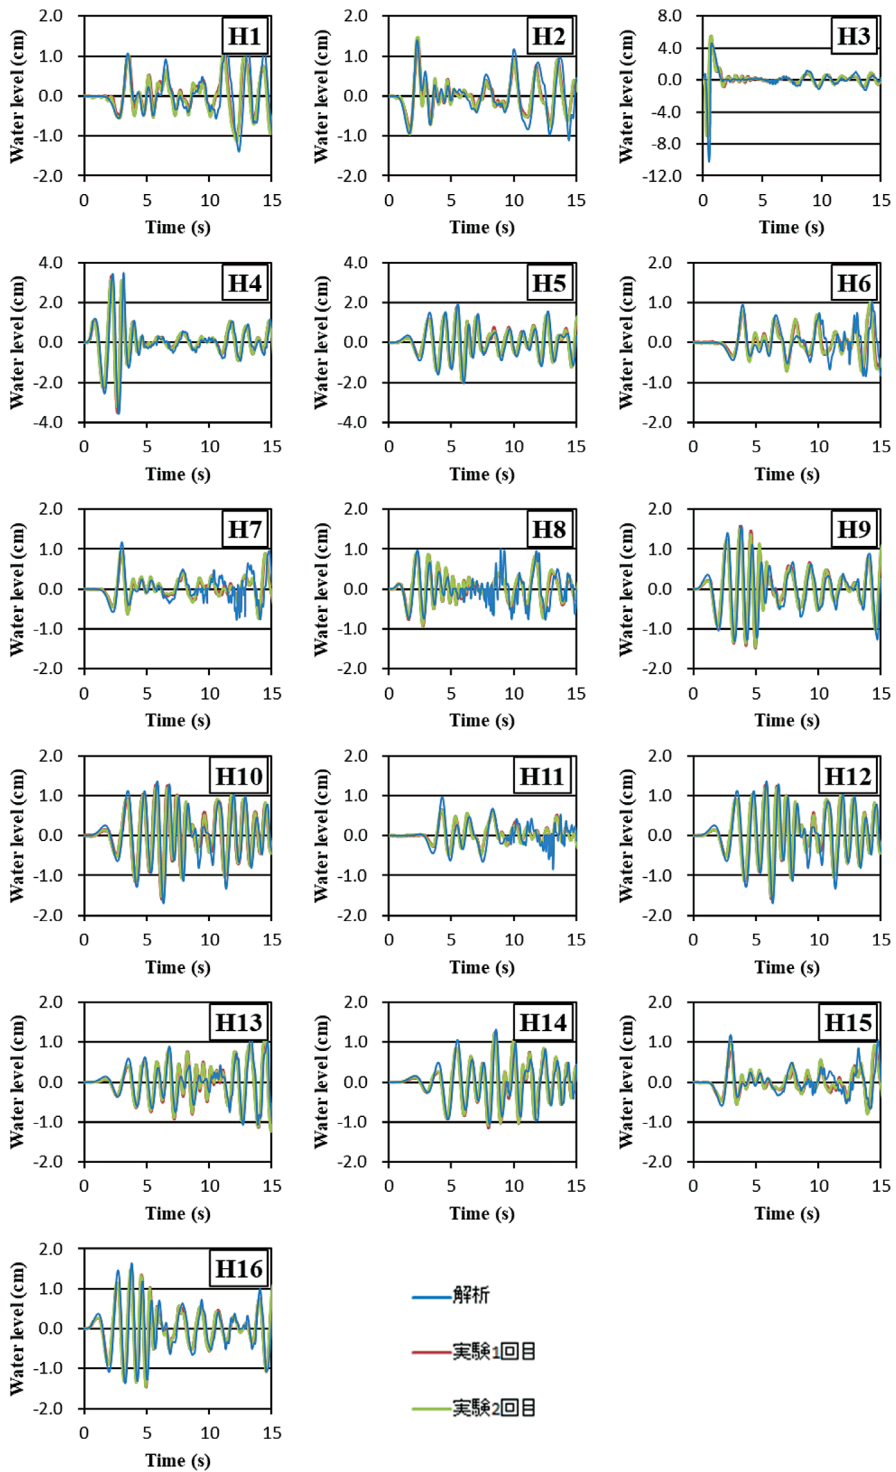 H1
Water level (cm)
2.0
1.0
0.0
-1.0
-2.0
0 5 10 15
Time (s)
H2
Water level (cm)
2.0
1.0
0.0
-1.0
-2.0
0 5 10 15
Time (s)
H3
Water level (cm)
8.0
4.0
0.0
-4.0
-8.0
-12.0
0 5 10 15
Time (s)
H4
Water level (cm)
4.0
2.0
0.0
-2.0
-4.0
0 5 10 15
Time (s)
H5
Water level (cm)
4.0
2.0
0.0
-2.0
-4.0
0 5 10 15
Time (s)
H6
Water level (cm)
2.0
1.0
0.0
-1.0
-2.0
0 5 10 15
Time (s)
H7
Water level (cm)
2.0
1.0
0.0
-1.0
-2.0
0 5 10 15
Time (s)
H8
Water level (cm)
2.0
1.0
0.0
-1.0
-2.0
0 5 10 15
Time (s)
H9
Water level (cm)
2.0
1.0
0.0
-1.0
-2.0
0 5 10 15
Time (s)
H10
Water level (cm)
2.0
1.0
0.0
-1.0
-2.0
0 5 10 15
Time (s)
H11
Water level (cm)
2.0
1.0
0.0
-1.0
-2.0
0 5 10 15
Time (s)
H12
Water level (cm)
2.0
1.0
0.0
-1.0
-2.0
0 5 10 15
Time (s)
H13
Water level (cm)
2.0
1.0
0.0
-1.0
-2.0
0 5 10 15
Time (s)
H14
Water level (cm)
2.0
1.0
0.0
-1.0
-2.0
0 5 10 15
Time (s)
H15
Water level (cm)
2.0
1.0
0.0
-1.0
-2.0
0 5 10 15
Time (s)
H16
Water level (cm)
2.0
1.0
0.0
-1.0
-2.0
0 5 10 15
Time (s)
解析
実験1回目
実験2回目